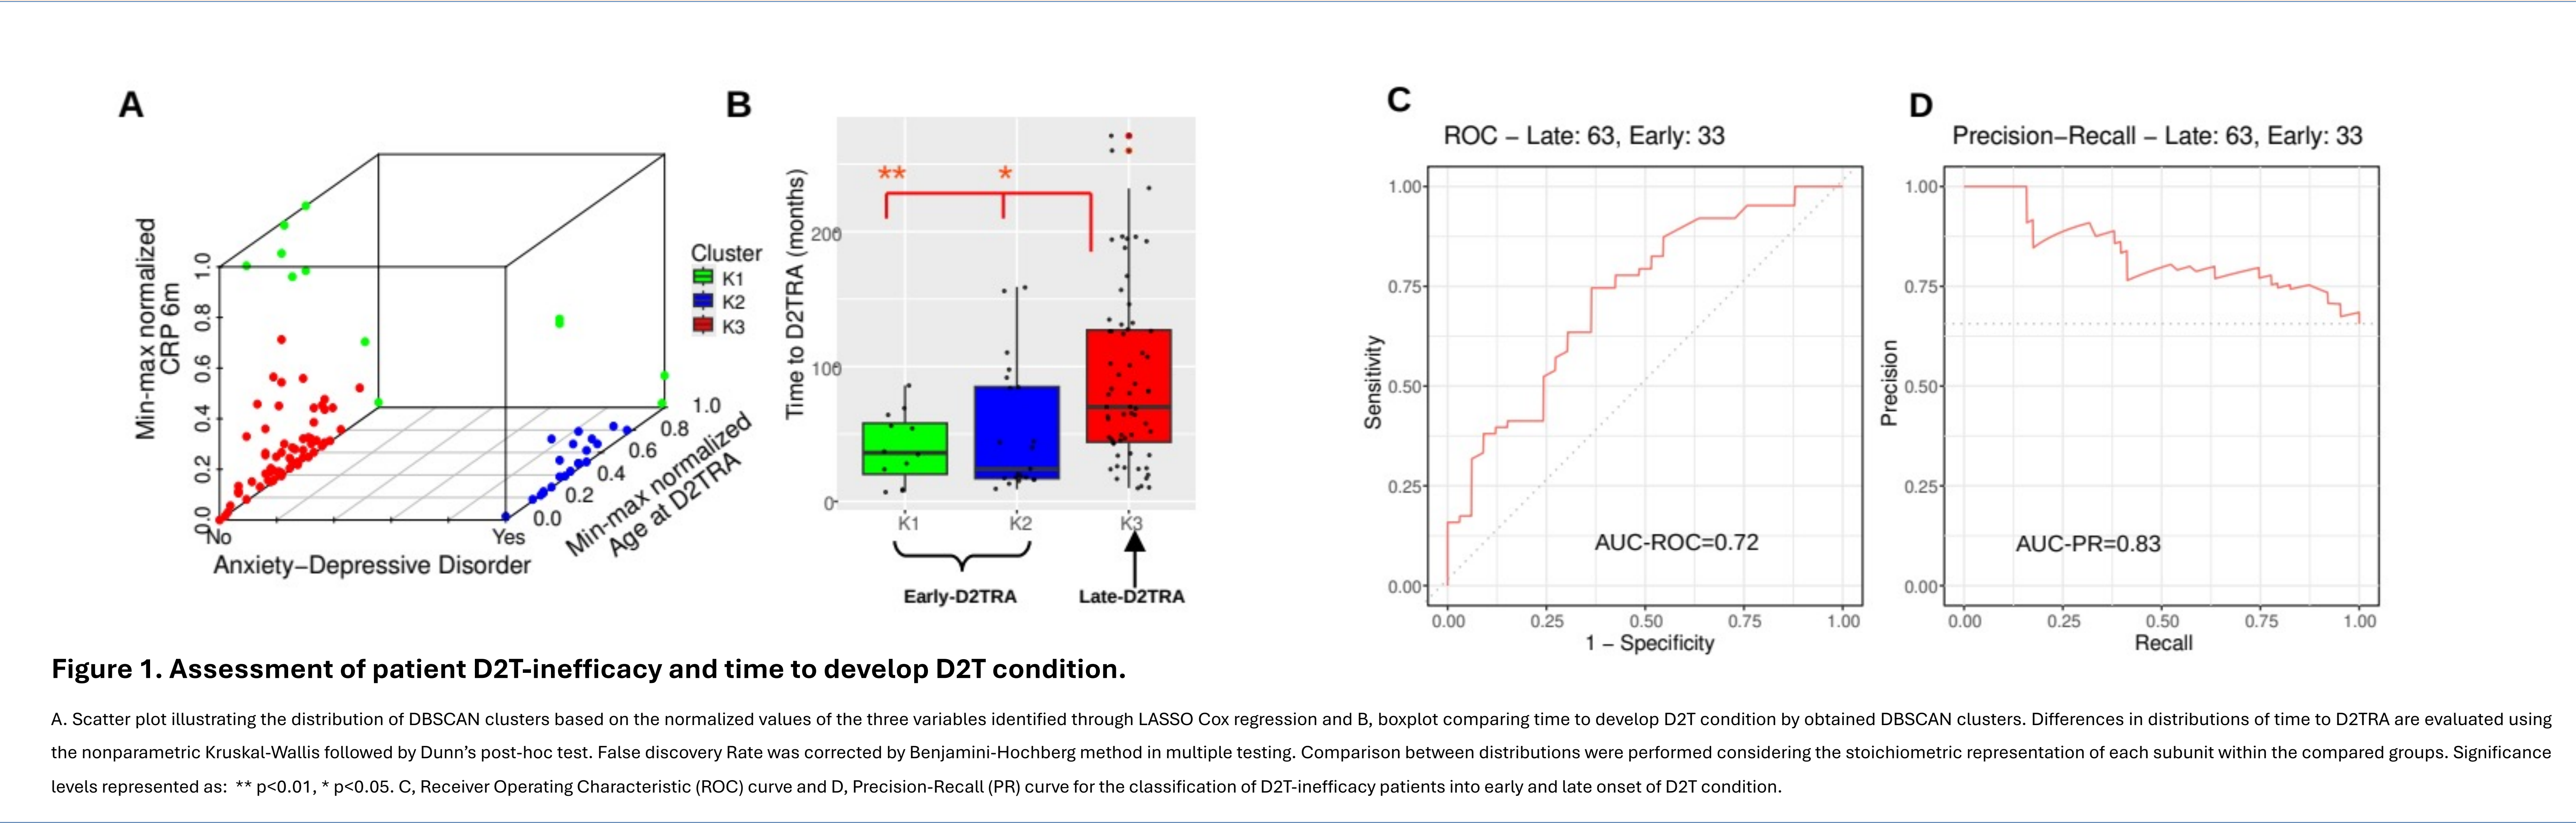 A
Min-max normalized
CRP 6m
1.0
0.8
0.6
0.4
0.2
0.0
No
Yes
Anxiety–Depressive Disorder
0.0
0.2
0.4
0.6
0.8
1.0
Min-max normalized
Age at D2TRA
Cluster
K1
K2
K3
B
Time to D2TRA (months)
200
100
0
**
*
K1
K2
K3
Early-D2TRA
Late-D2TRA
C
ROC – Late: 63, Early: 33
Sensitivity
1.00
0.75
0.50
0.25
0.00
AUC-ROC=0.72
0.00
0.25
0.50
0.75
1.00
1 – Specificity
D
Precision–Recall – Late: 63, Early: 33
Precision
1.00
0.75
0.50
0.25
0.00
AUC-PR=0.83
0.00
0.25
0.50
0.75
1.00
Recall
Figure 1. Assessment of patient D2T-inefficacy and time to develop D2T condition.
A. Scatter plot illustrating the distribution of DBSCAN clusters based on the normalized values of the three variables identified through LASSO Cox regression and B, boxplot comparing time to develop D2T condition by obtained DBSCAN clusters. Differences in distributions of time to D2TRA are evaluated using
the nonparametric Kruskal-Wallis followed by Dunn's post-hoc test. False discovery Rate was corrected by Benjamini-Hochberg method in multiple testing. Comparison between distributions were performed considering the stoichiometric representation of each subunit within the compared groups. Significance
levels represented as: ** p<0.01, * p<0.05. C, Receiver Operating Characteristic (ROC) curve and D, Precision-Recall (PR) curve for the classification of D2T-inefficacy patients into early and late onset of D2T condition.